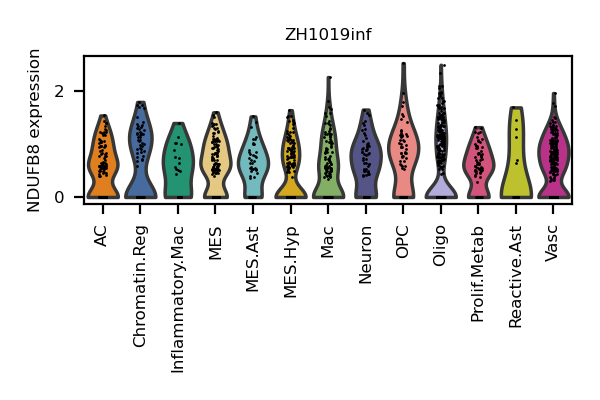 ZH1019inf
NDUFB8 expression
2
0
AC
Chromatin.Reg
Inflammatory.Mac
MES
MES.Ast
MES.Hyp
Mac
Neuron
OPC
Oligo
Prolif.Metab
Reactive.Ast
Vasc